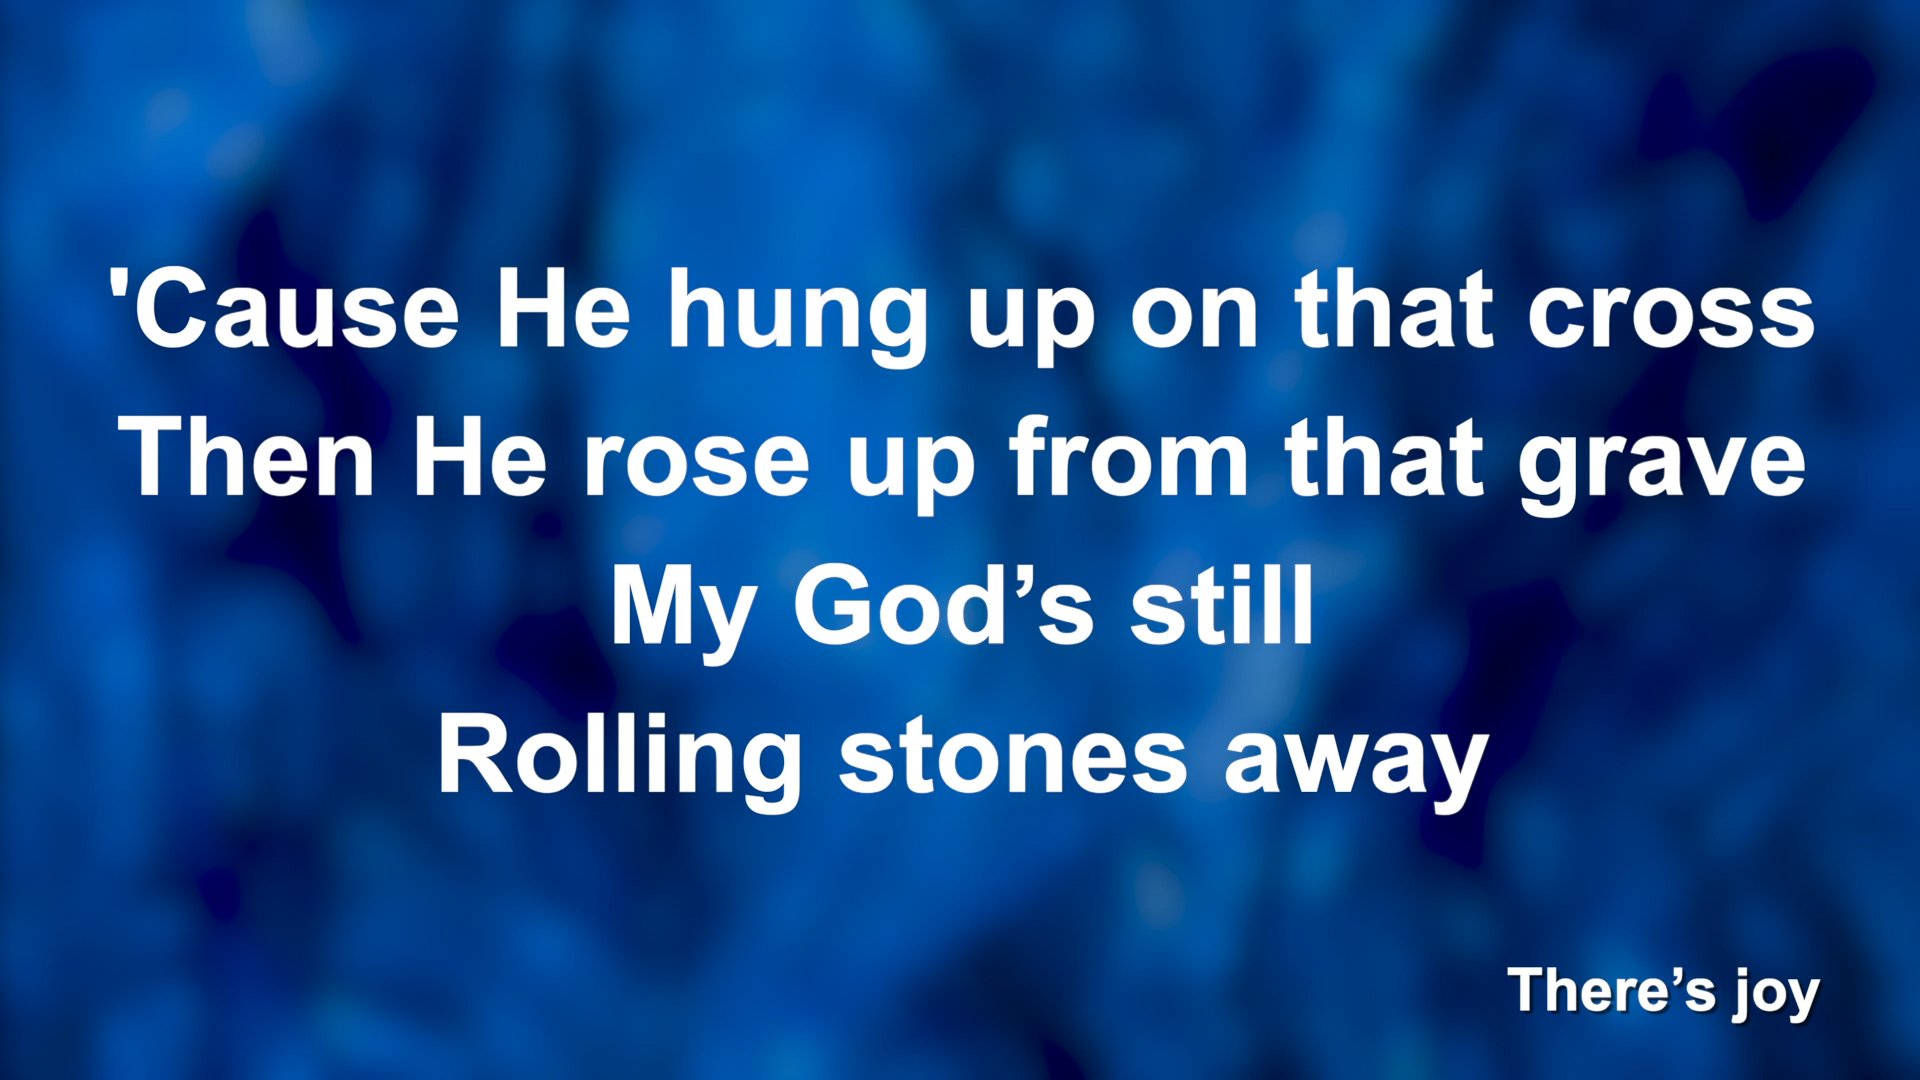 'Cause He hung up on that cross
Then He rose up from that grave
My God’s still
Rolling stones away
There’s joy